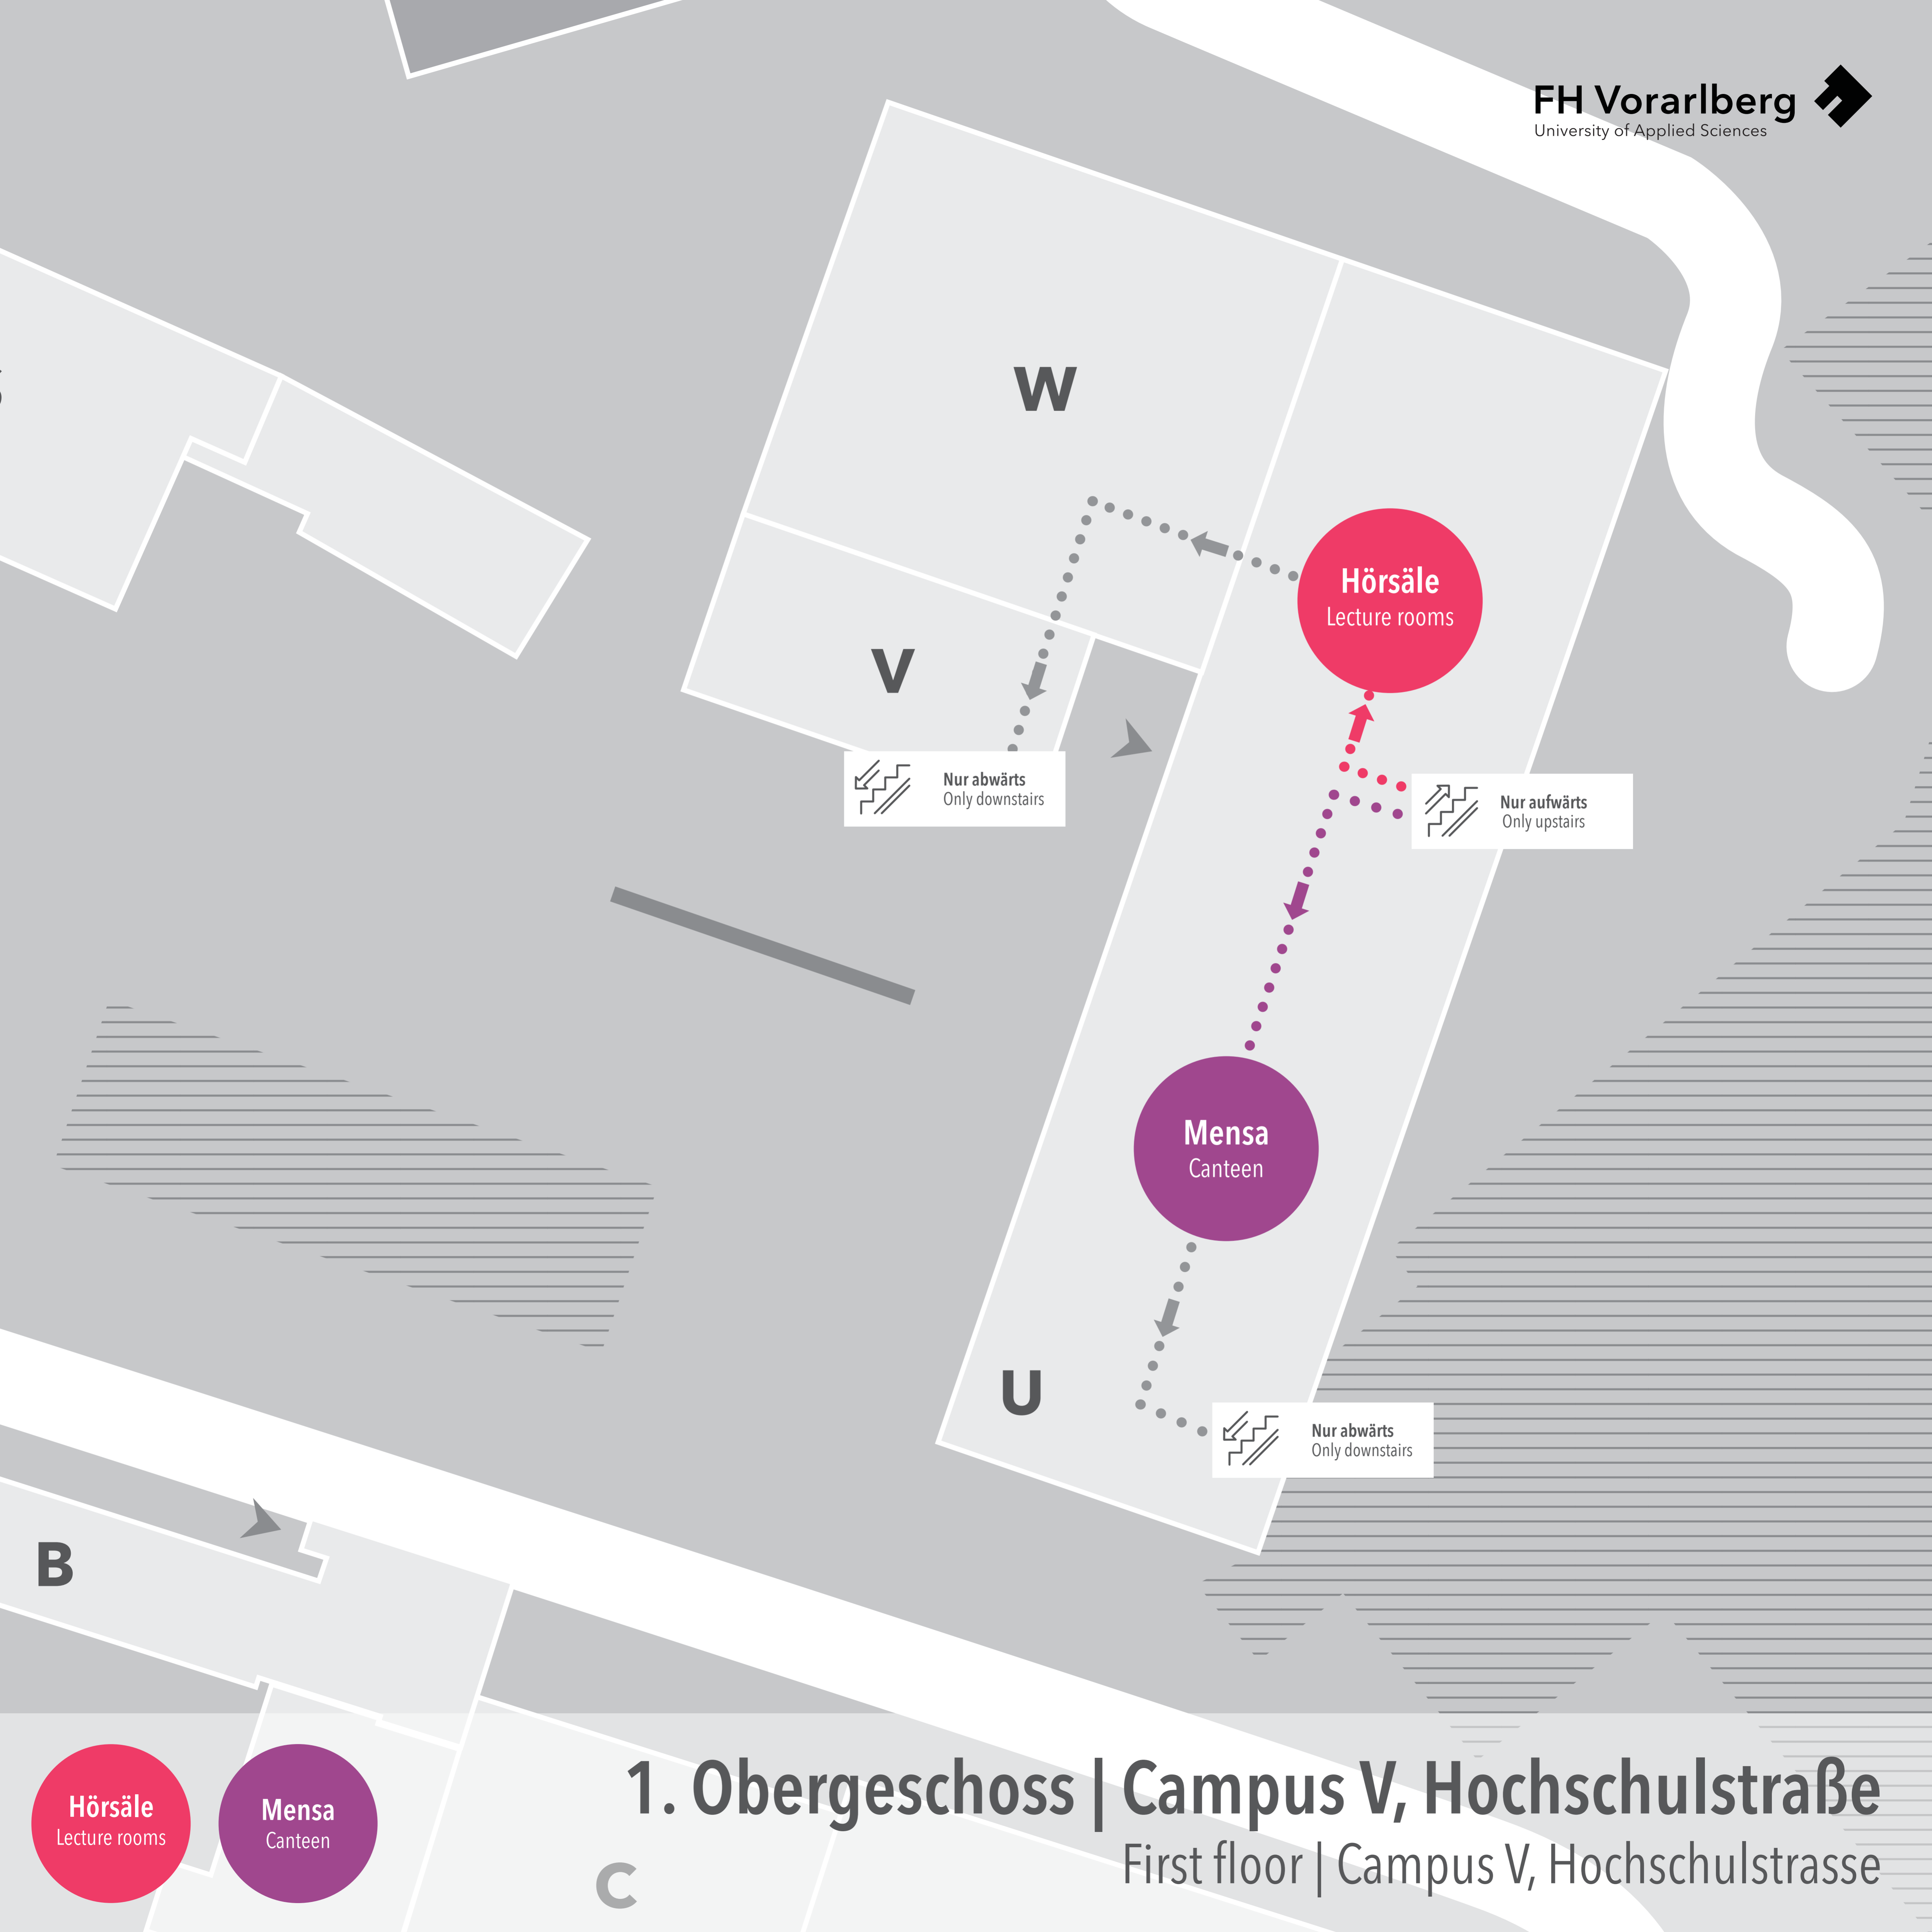 FH Vorarlberg
University of Applied Sciences
W
Hörsäle
Lecture rooms
V
Nur abwärts
Only downstairs
Nur aufwärts
Only upstairs
Mensa
Canteen
U
Nur abwärts
Only downstairs
B
Hörsäle
Lecture rooms
Mensa
Canteen
1. Obergeschoss | Campus V, Hochschulstraße
First floor | Campus V, Hochschulstrasse
C